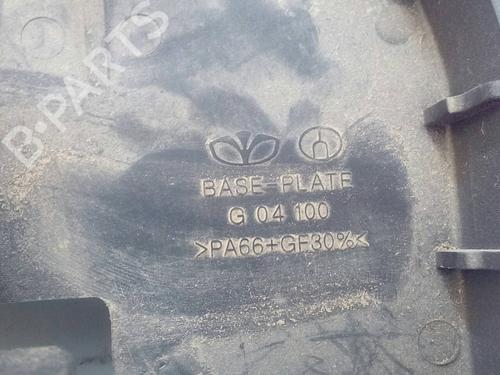 B-PARTS
BASE-PLATE
G 04 100
>PA66+GF30%<